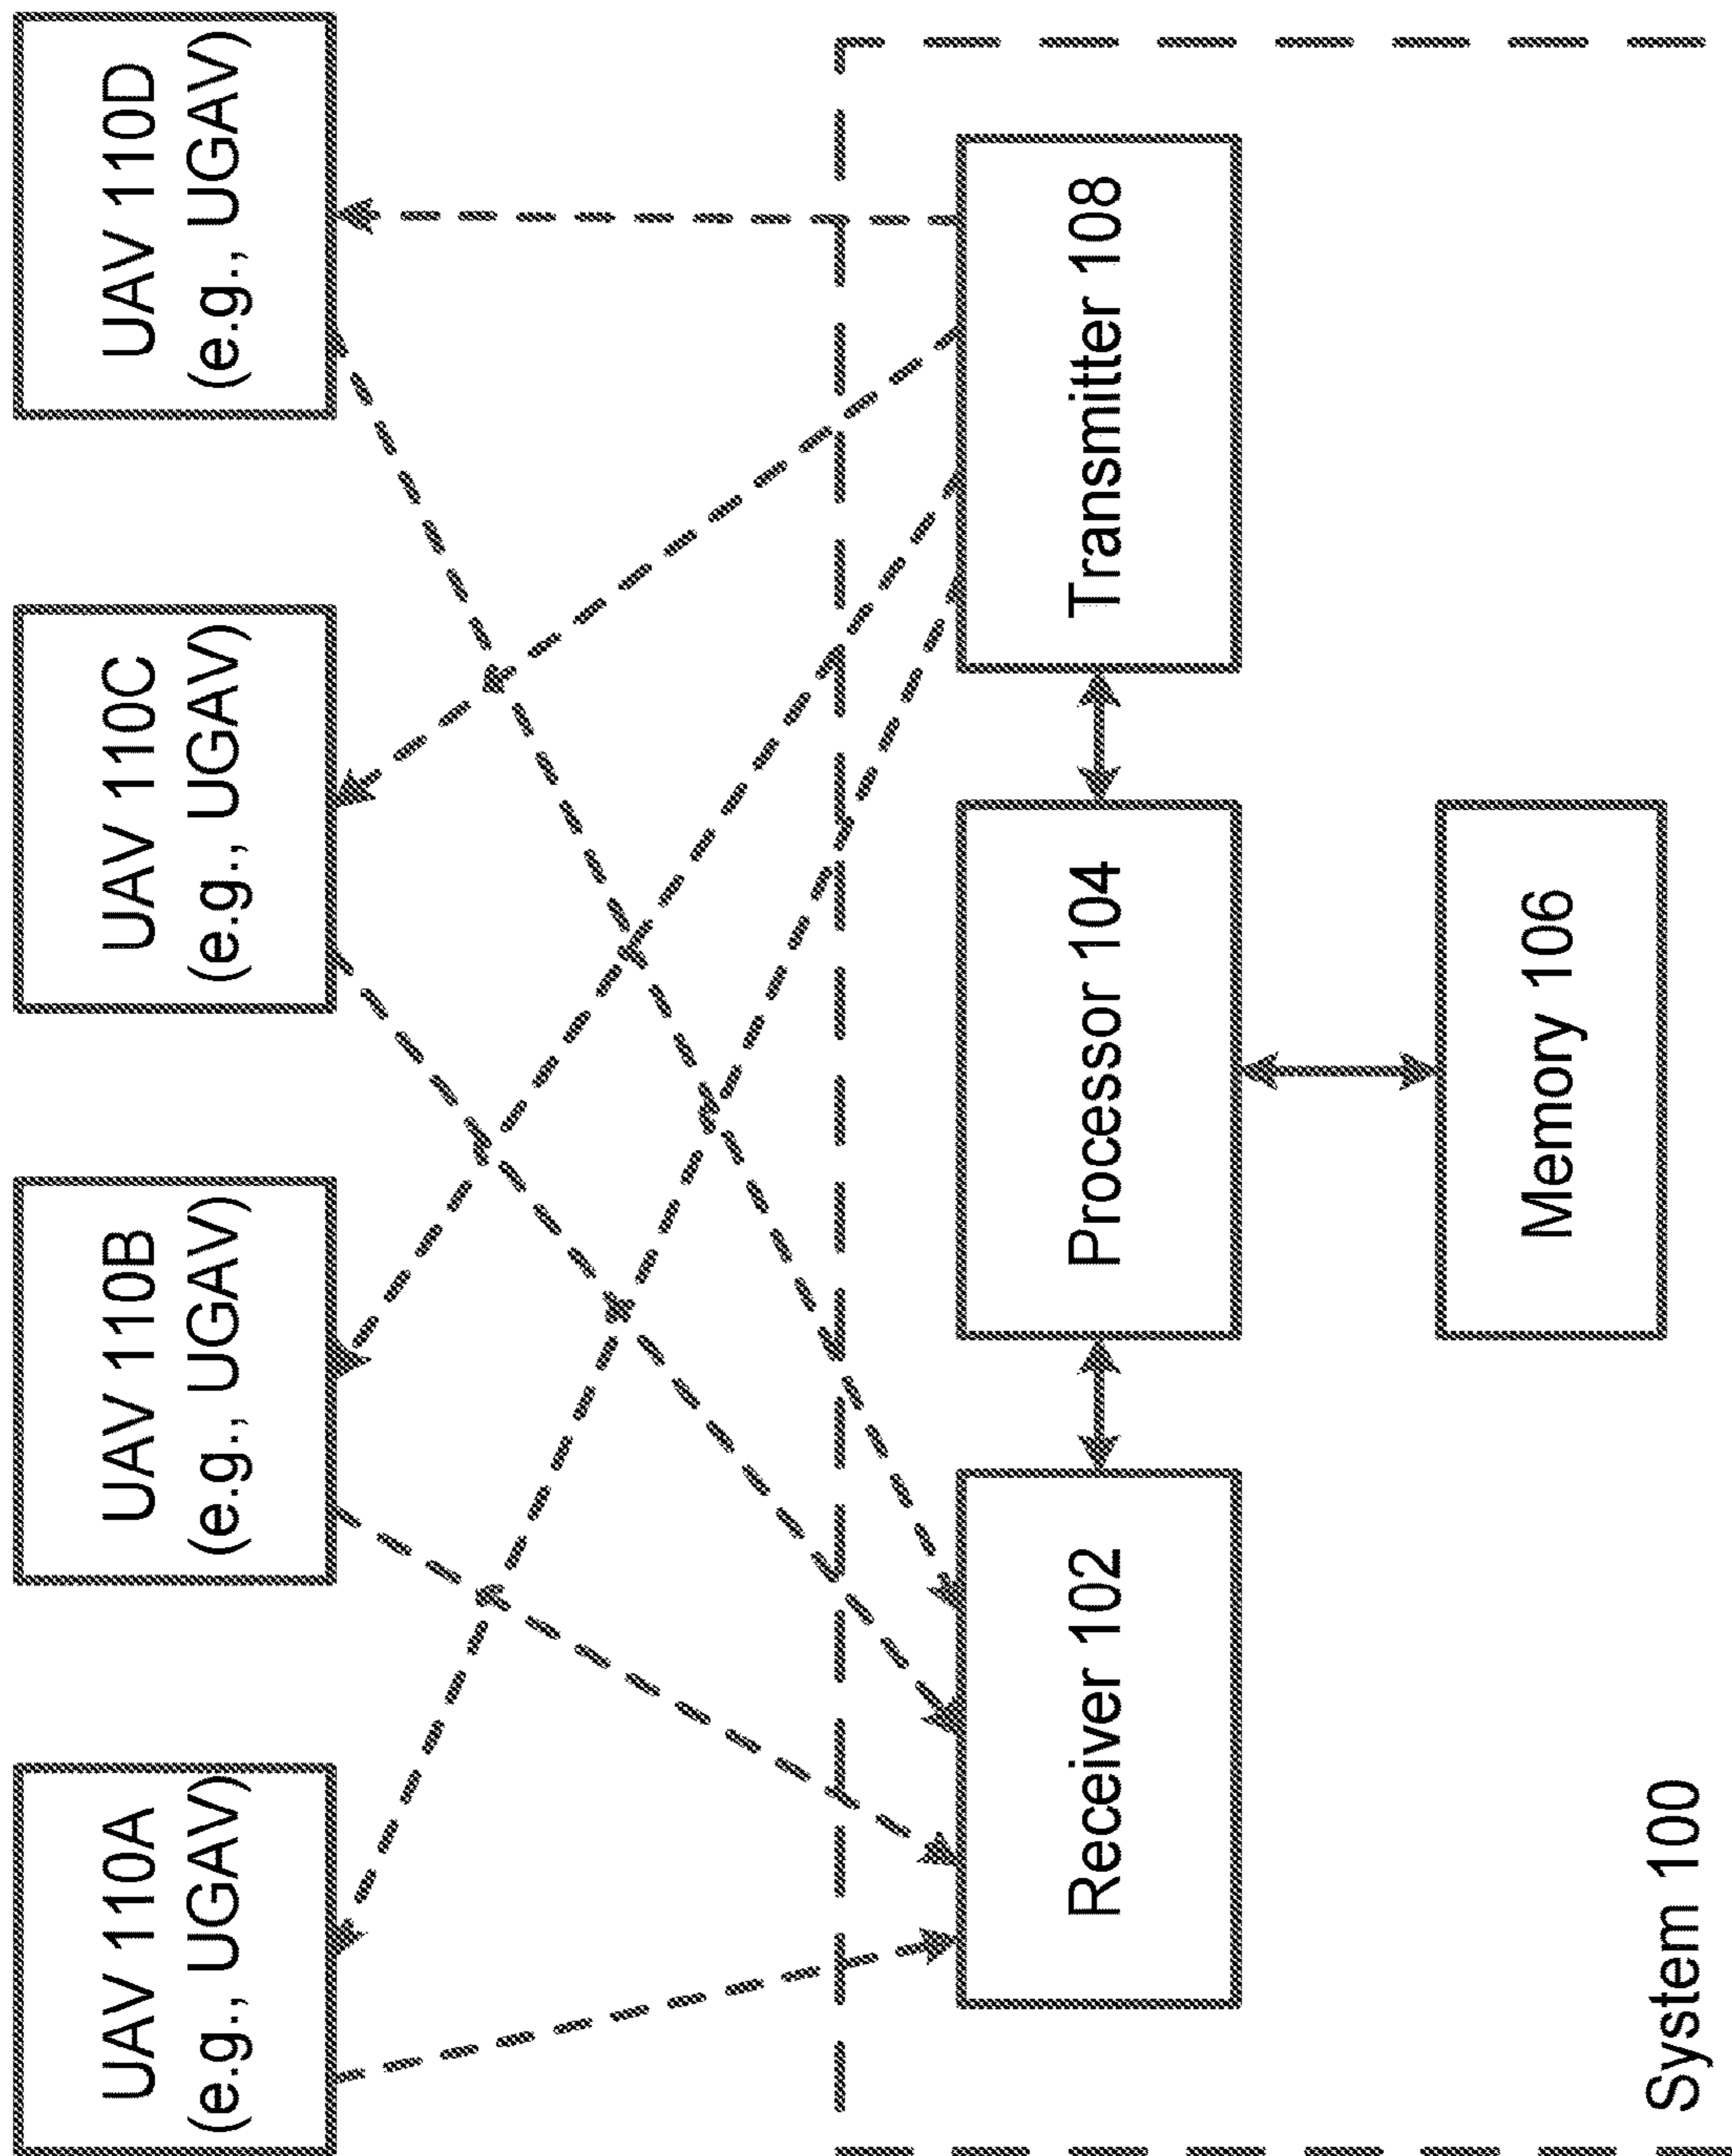 UAV 110A
(e.g., UGAV)
UAV 110B
(e.g., UGAV)
UAV 110C
(e.g., UGAV)
UAV 110D
(e.g., UGAV)
Receiver 102
Processor 104
Transmitter 108
Memory 106
System 100